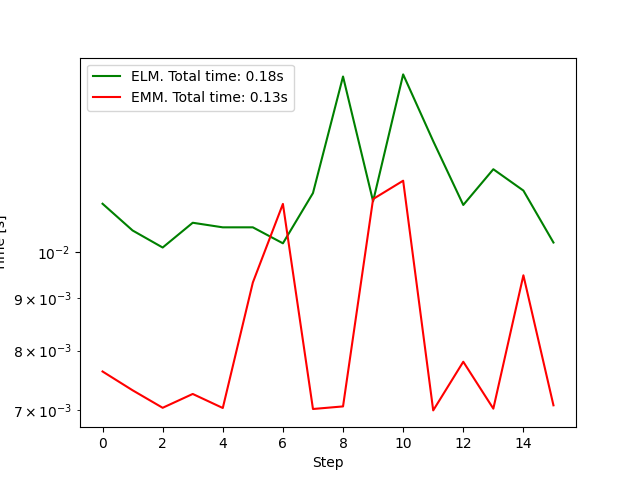 ELM. Total time: 0.18s
EMM. Total time: 0.13s
Time [s]
10⁻²
9 × 10⁻³
8 × 10⁻³
7 × 10⁻³
0 2 4 6 8 10 12 14
Step